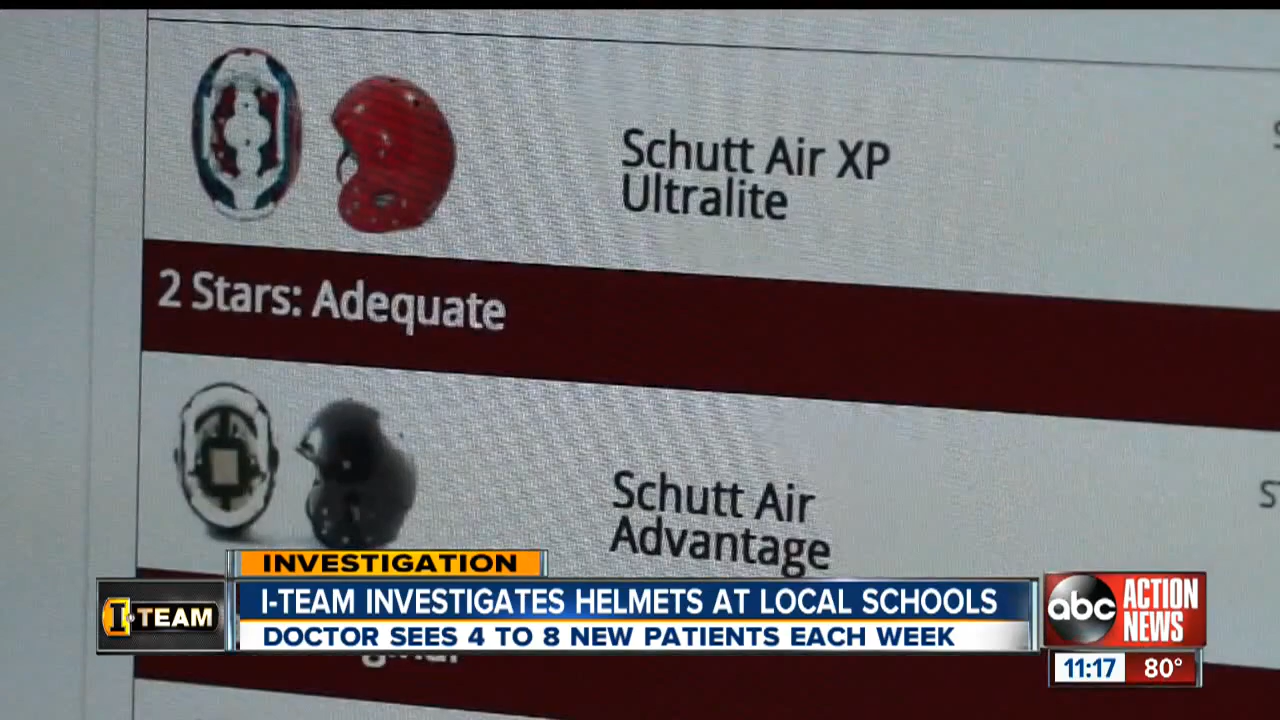 Schutt Air XP
Ultralite
2 Stars: Adequate
Schutt Air
Advantage
INVESTIGATION
I-TEAM INVESTIGATES HELMETS AT LOCAL SCHOOLS
DOCTOR SEES 4 TO 8 NEW PATIENTS EACH WEEK
I-TEAM
abc ACTION
NEWS
11:17 80°